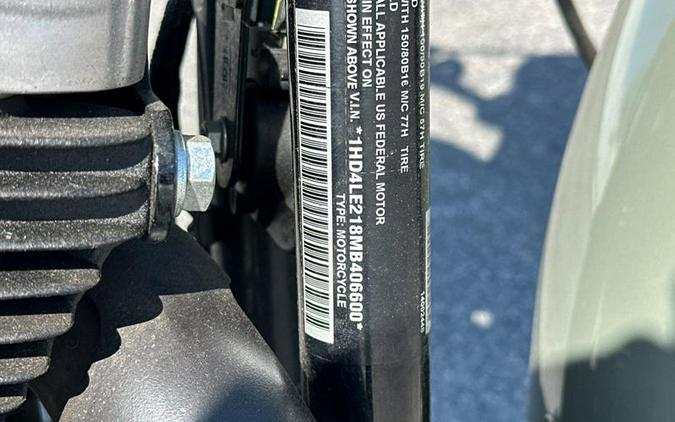 WITH 150/80B16 M/C 77H TIRE
ALL APPLICABLE US FEDERAL MOTOR
IN EFFECT ON
SHOWN ABOVE V.I.N.
*1HD4LE218MB406600*
TYPE: MOTORCYCLE